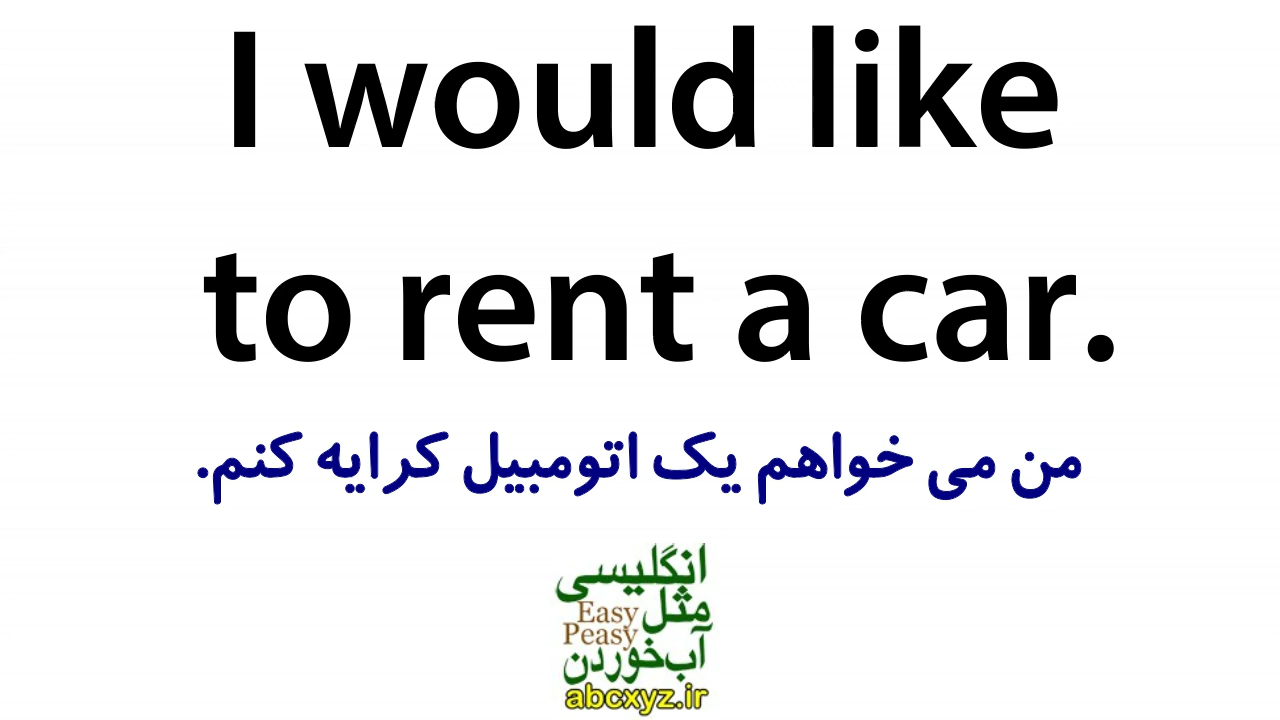 I would like
to rent a car.
من می خواهم یک اتومبیل کرایه کنم.
انگلیسی
مثل
Easy
Peasy
آب‌خوردن
abcxyz.ir